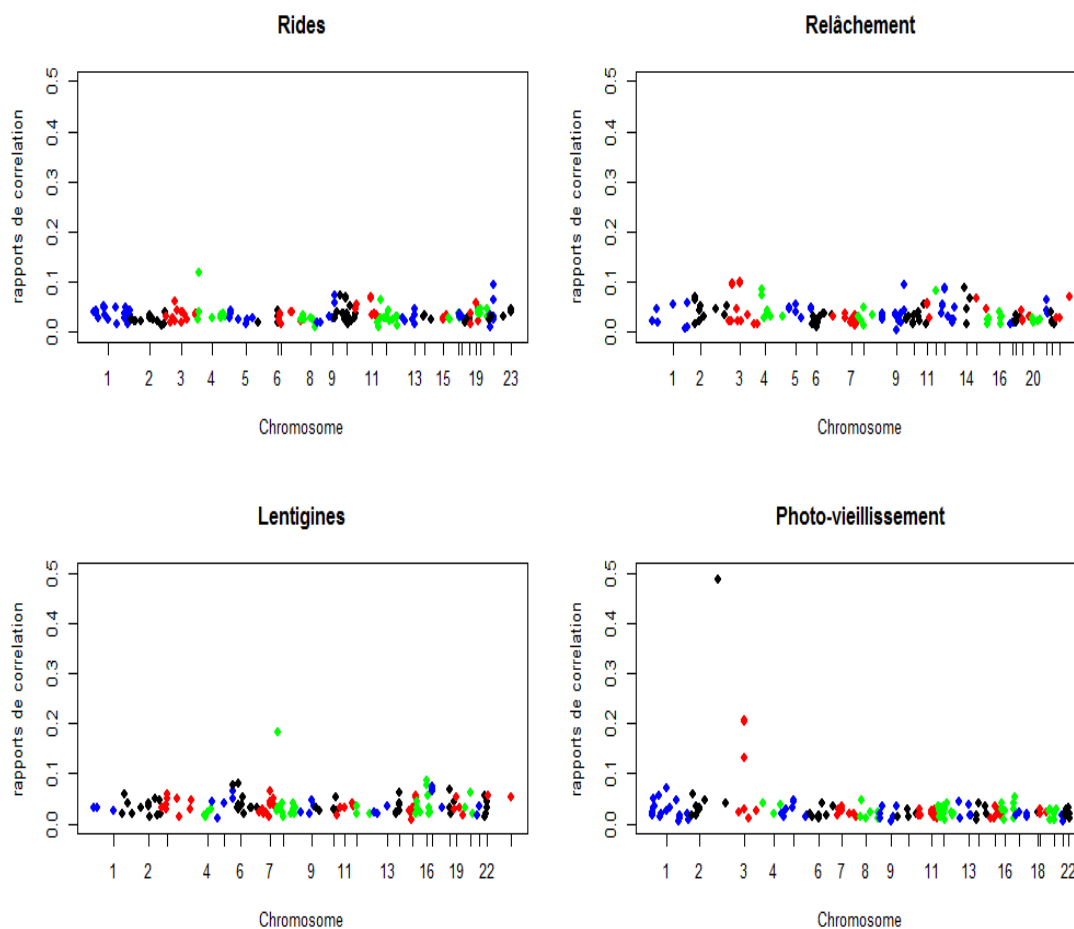 Rides
rapports de correlation
0.0 0.1 0.2 0.3 0.4 0.5
1 2 3 4 5 6 8 9 11 13 15 19 23
Chromosome
Relâchement
rapports de correlation
0.0 0.1 0.2 0.3 0.4 0.5
1 2 3 4 5 6 7 9 11 14 16 20
Chromosome
Lentigines
rapports de correlation
0.0 0.1 0.2 0.3 0.4 0.5
1 2 4 6 7 9 11 13 16 19 22
Chromosome
Photo-vieillissement
rapports de correlation
0.0 0.1 0.2 0.3 0.4 0.5
1 2 3 4 6 7 8 9 11 13 16 18 22
Chromosome